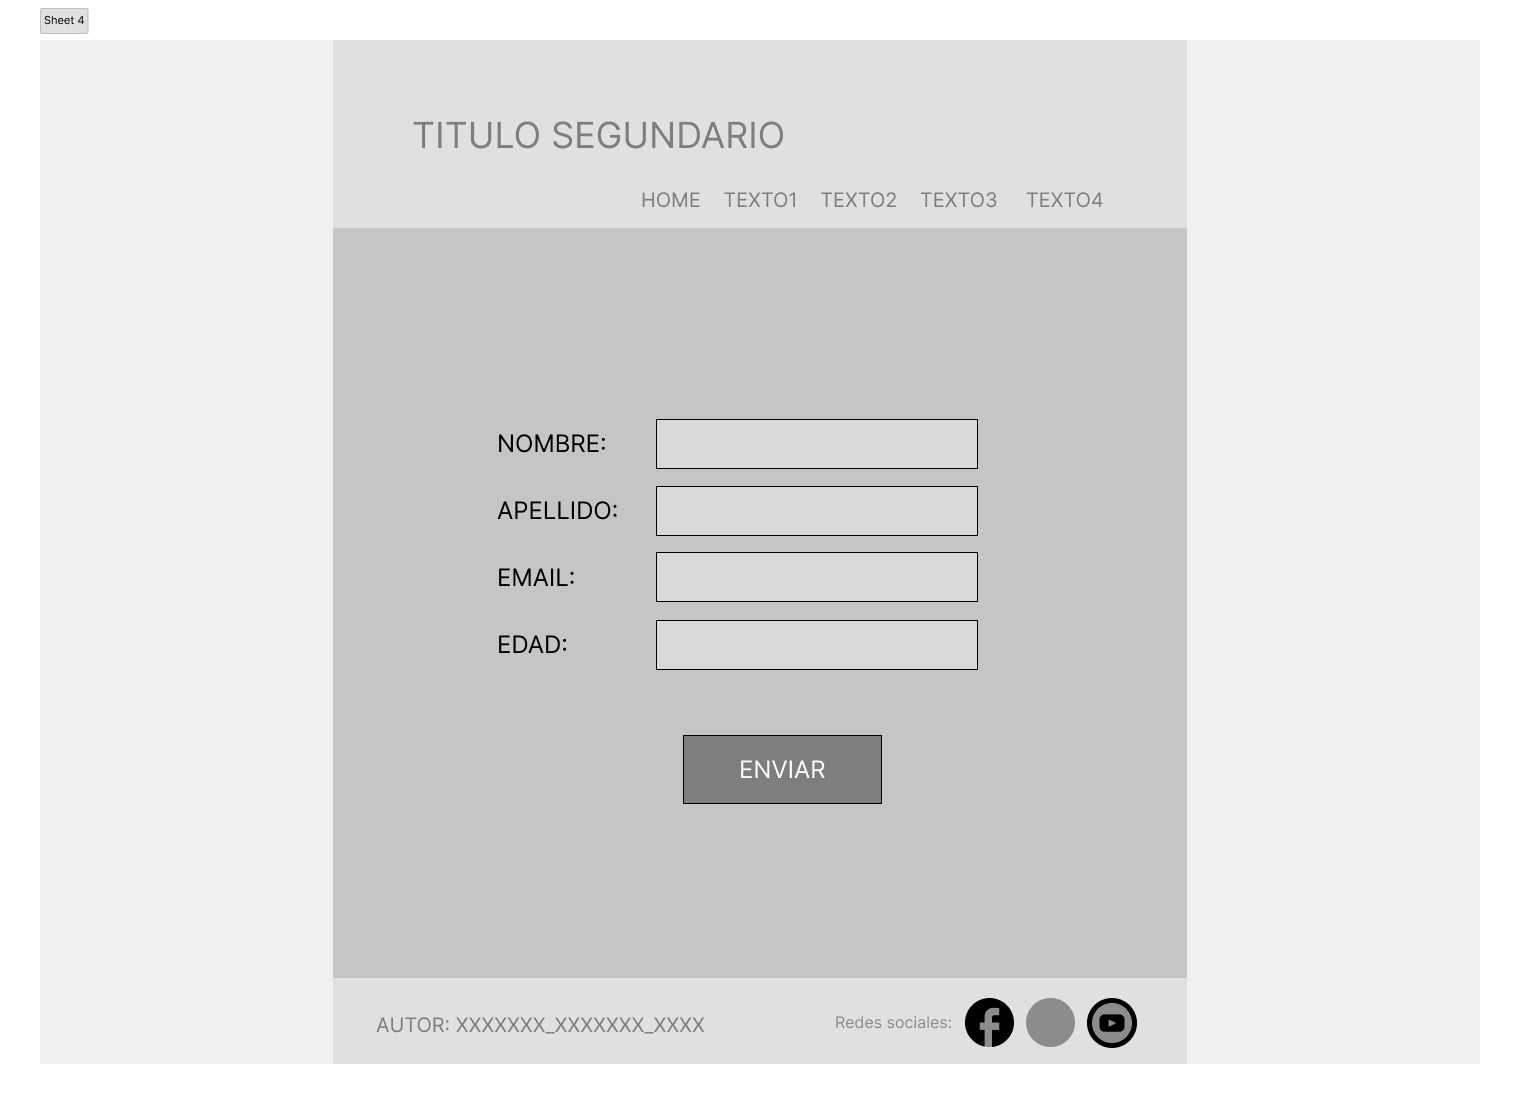 Sheet 4
TITULO SEGUNDARIO
HOME TEXTO1 TEXTO2 TEXTO3 TEXTO4
NOMBRE:
APELLIDO:
EMAIL:
EDAD:
ENVIAR
AUTOR: XXXXXXX_XXXXXXX_XXXX
Redes sociales: